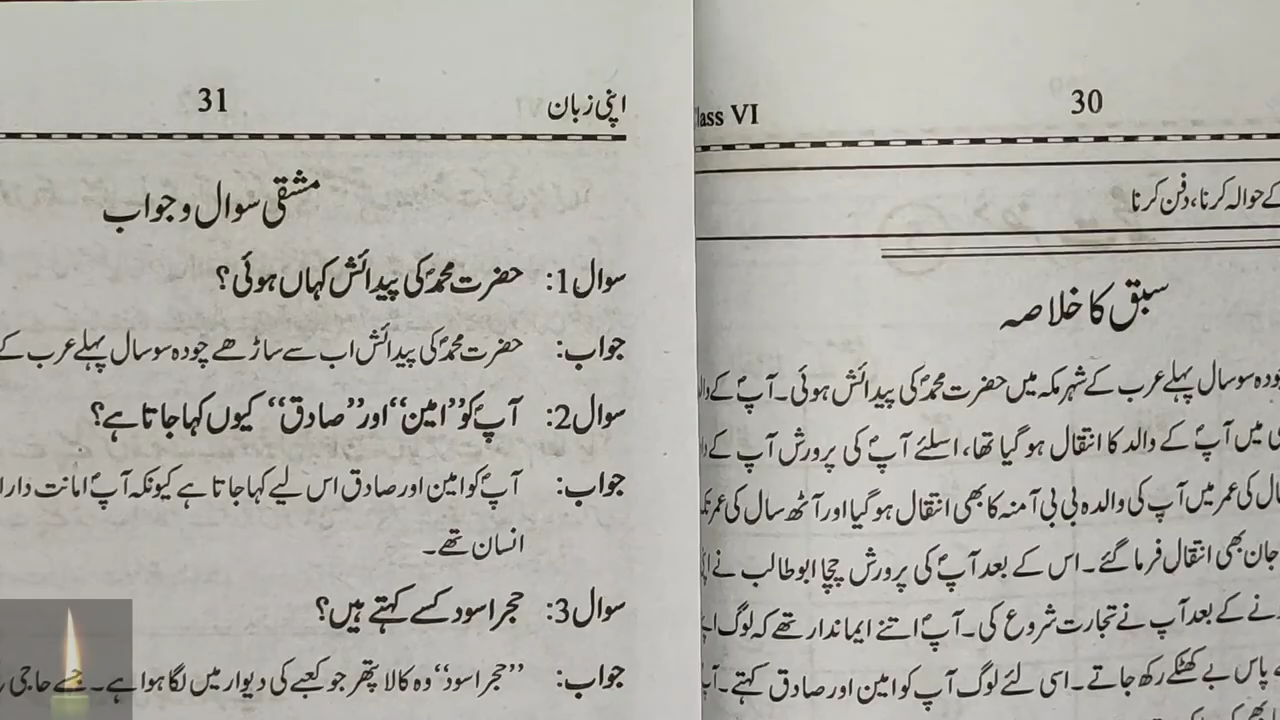 Class VI
30
کے حوالہ کرنا، دفن کرنا
سبق کا خلاصہ
چودہ سو سال پہلے عرب کے شہر مکہ میں حضرت محمدؐ کی پیدائش ہوئی۔ آپؐ کے
میں آپؐ کے والد کا انتقال ہو گیا تھا، اسلئے آپؐ کی پرورش آپ کے
سال کی عمر میں آپ کی والدہ بی بی آمنہ کا بھی انتقال ہو گیا اور آٹھ سال کی عمر
جان بھی انتقال فرما گئے۔ اس کے بعد آپؐ کی پرورش چچا ابوطالب نے
نے کے بعد آپ نے تجارت شروع کی۔ آپؐ اتنے ایماندار تھے کہ لوگ
پاس بے کھٹکے رکھ جاتے۔ اسی لئے لوگ آپ کو امین اور صادق کہتے۔
اپنی زبان
31
مشقی سوال و جواب
سوال 1: حضرت محمدؐ کی پیدائش کہاں ہوئی؟
جواب: حضرت محمدؐ کی پیدائش اب سے ساڑھے چودہ سو سال پہلے عرب کے
سوال 2: آپؐ کو ”امین“ اور ”صادق“ کیوں کہا جاتا ہے؟
جواب: آپؐ کو امین اور صادق اس لیے کہا جاتا ہے کیونکہ آپؐ امانت دار
انسان تھے۔
سوال 3: حجر اسود کسے کہتے ہیں؟
جواب: ”حجر اسود“ وہ کالا پتھر جو کعبے کی دیوار میں لگا ہوا ہے۔ جسے حاجی